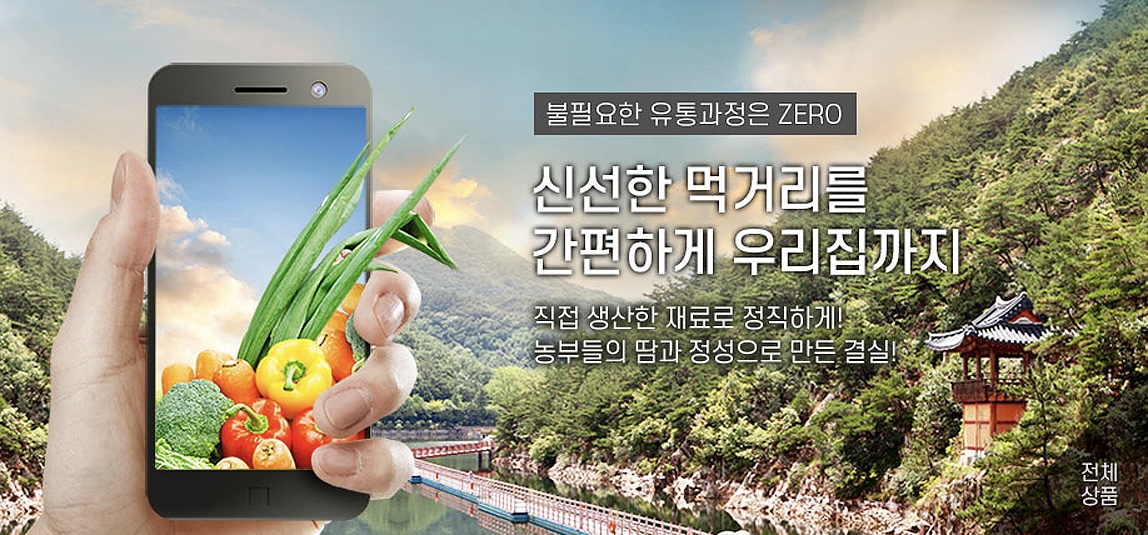 불필요한 유통과정은 ZERO
신선한 먹거리를
간편하게 우리집까지
직접 생산한 재료로 정직하게!
농부들의 땀과 정성으로 만든 결실!
전체
상품